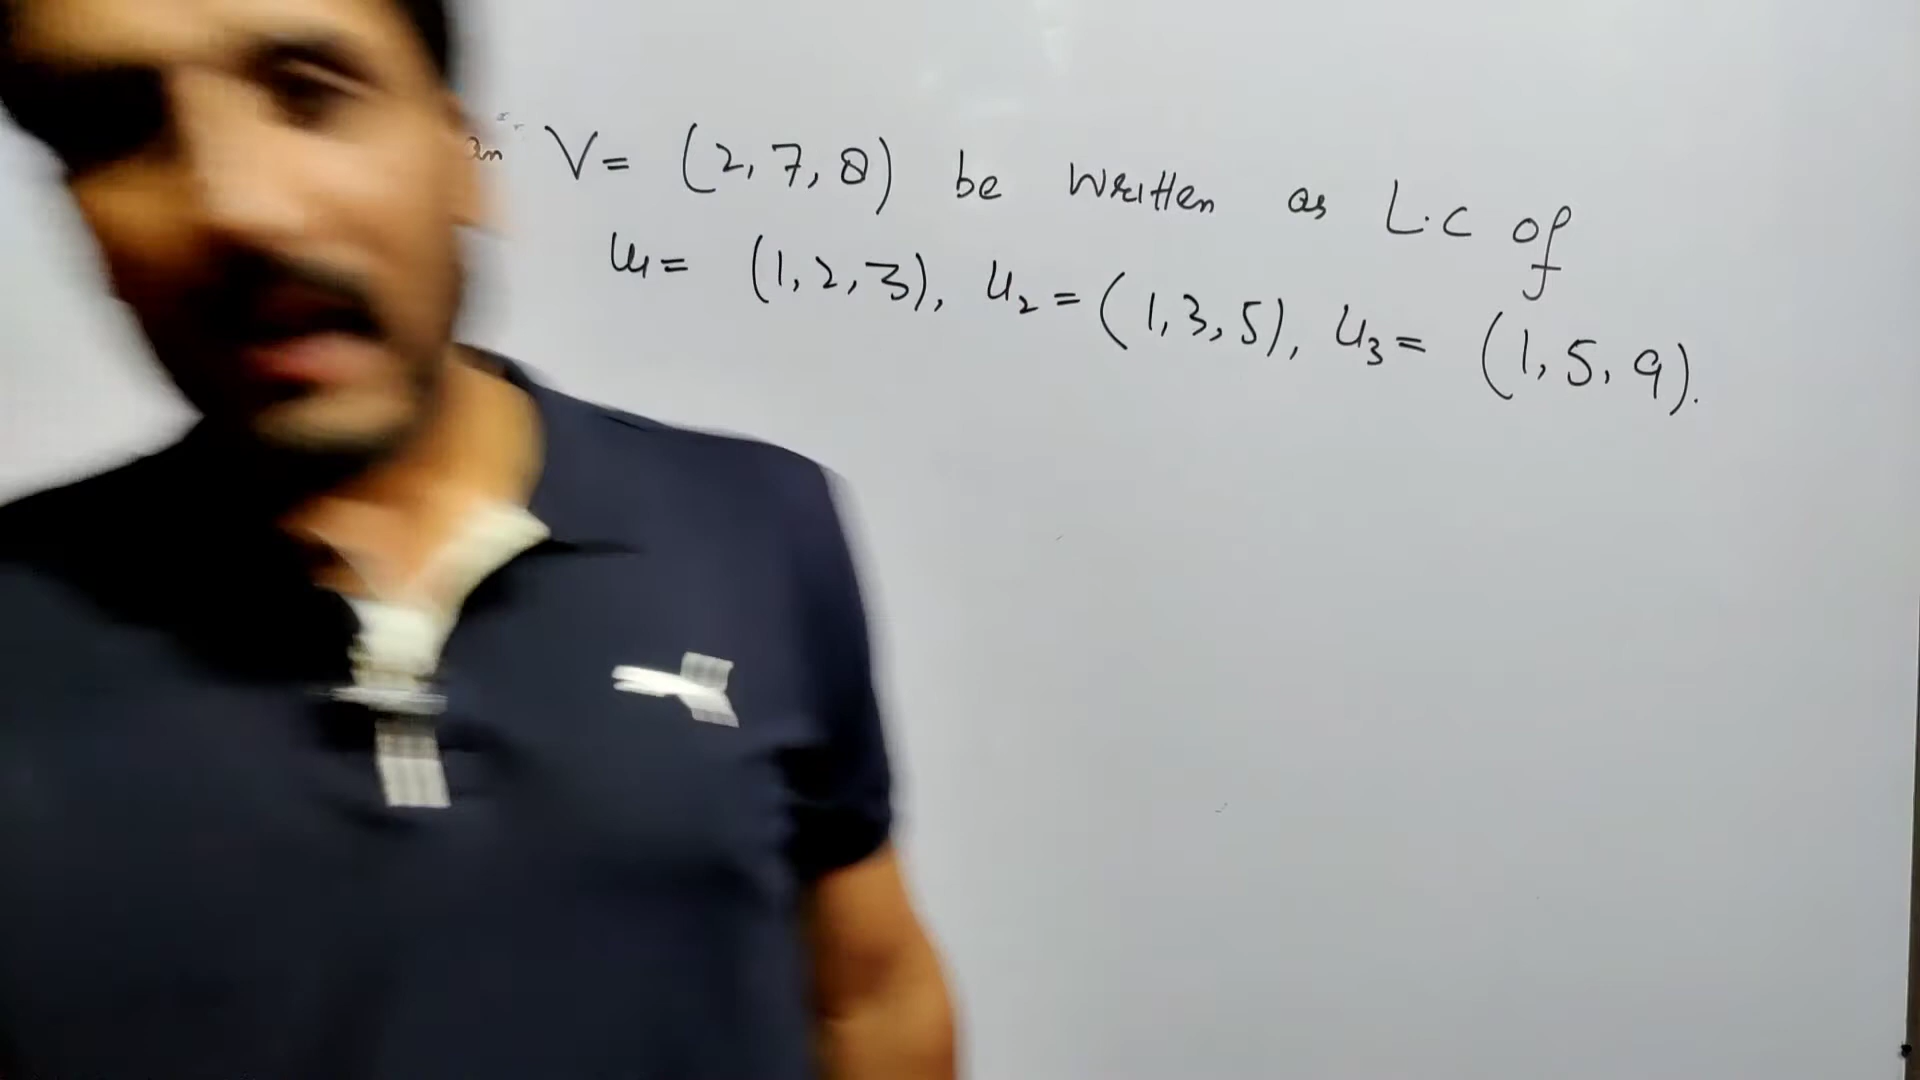 V= (2, 7, 8) be written as L.C of
u1= (1, 2, 3), u2 = (1, 3, 5), u3 = (1, 5, 9).